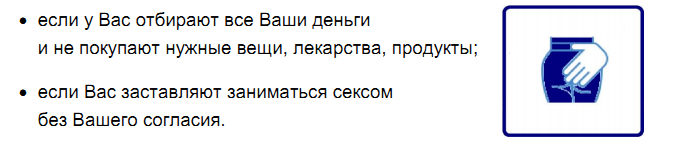 • если у Вас отбирают все Ваши деньги
и не покупают нужные вещи, лекарства, продукты;
• если Вас заставляют заниматься сексом
без Вашего согласия.